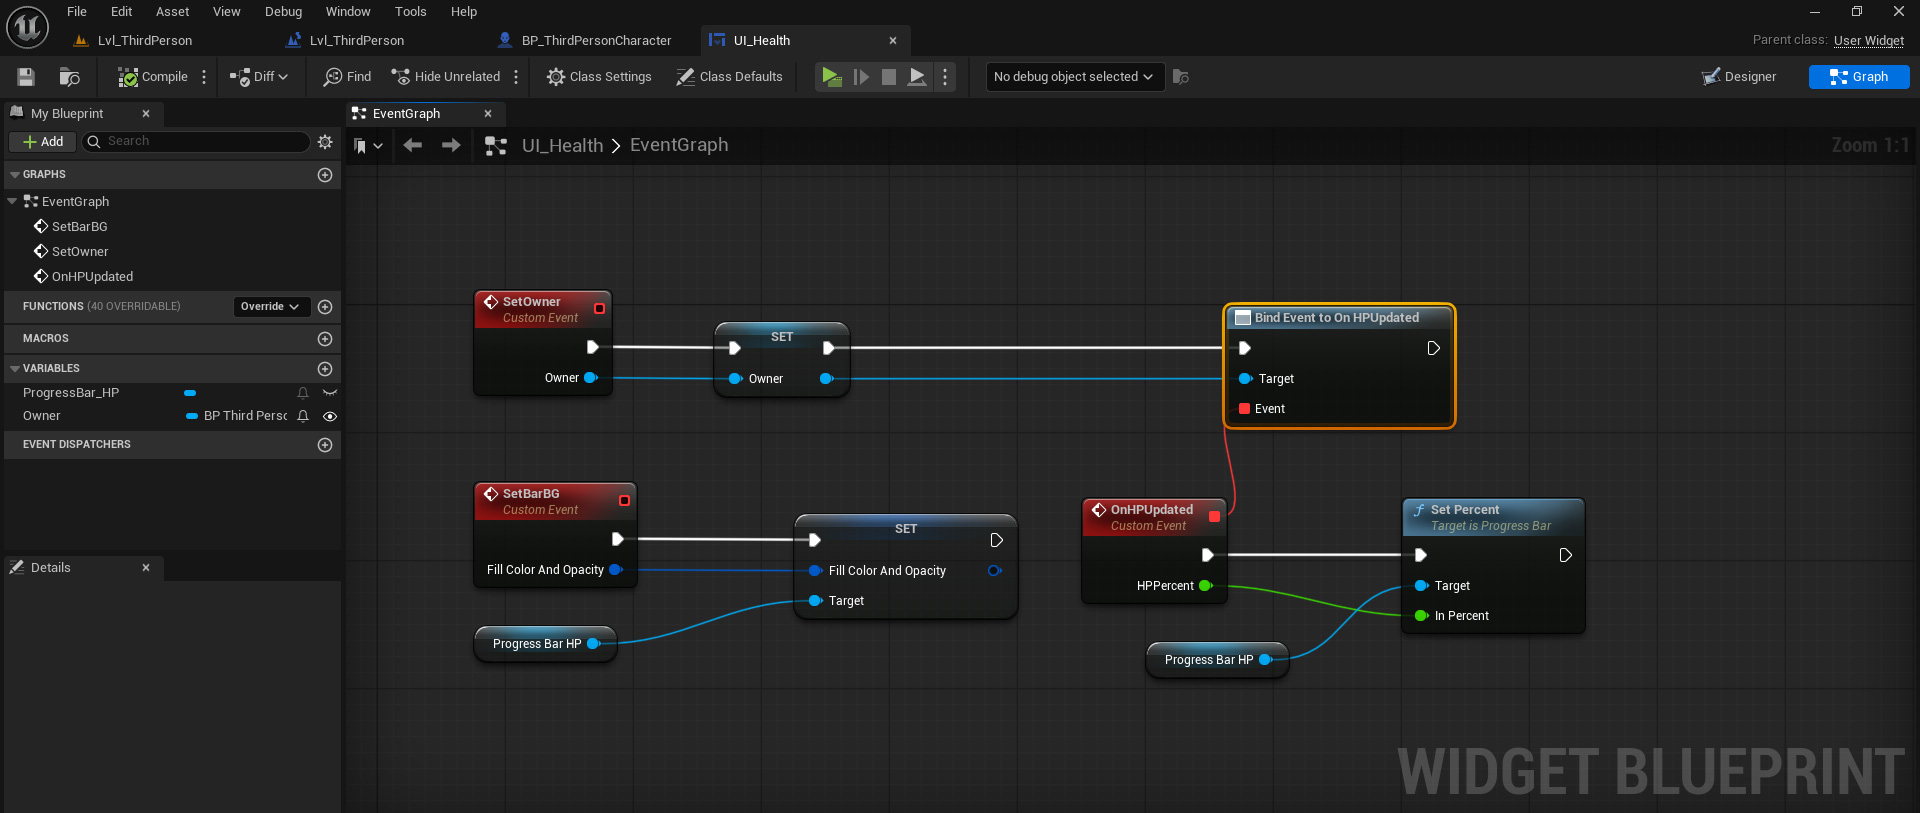 File Edit Asset View Debug Window Tools Help
Lvl_ThirdPerson Lvl_ThirdPerson BP_ThirdPersonCharacter UI_Health
Parent class: User Widget
Compile Diff Find Hide Unrelated Class Settings Class Defaults No debug object selected Designer Graph
My Blueprint
EventGraph
Add Search
UI_Health > EventGraph
Zoom 1:1
GRAPHS
EventGraph
SetBarBG
SetOwner
OnHPUpdated
FUNCTIONS (40 OVERRIDABLE) Override
MACROS
VARIABLES
ProgressBar_HP
Owner BP Third Persc
EVENT DISPATCHERS
Details
SetOwner
Custom Event
Owner
SET
Owner
Bind Event to On HPUpdated
Target
Event
SetBarBG
Custom Event
Fill Color And Opacity
Progress Bar HP
SET
Fill Color And Opacity
Target
OnHPUpdated
Custom Event
HPPercent
Progress Bar HP
Set Percent
Target is Progress Bar
Target
In Percent
WIDGET BLUEPRINT